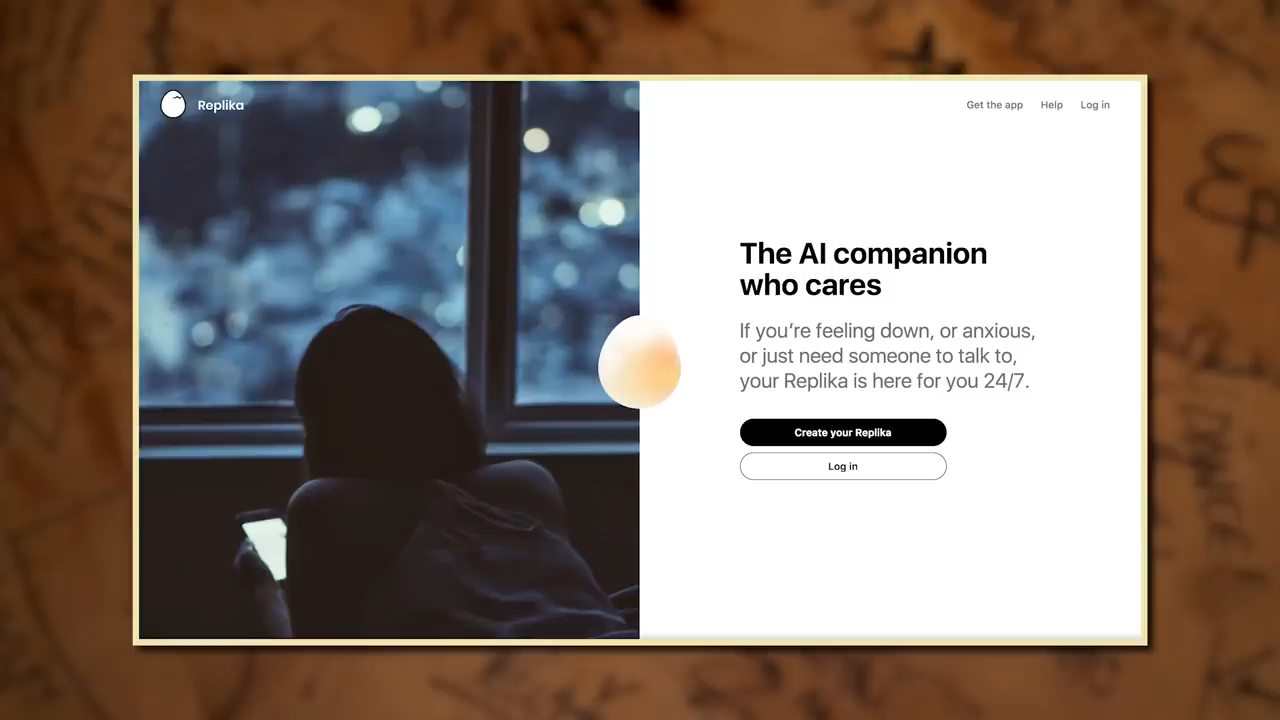 Replika
Get the app
Help
Log in
The AI companion
who cares
If you’re feeling down, or anxious,
or just need someone to talk to,
your Replika is here for you 24/7.
Create your Replika
Log in